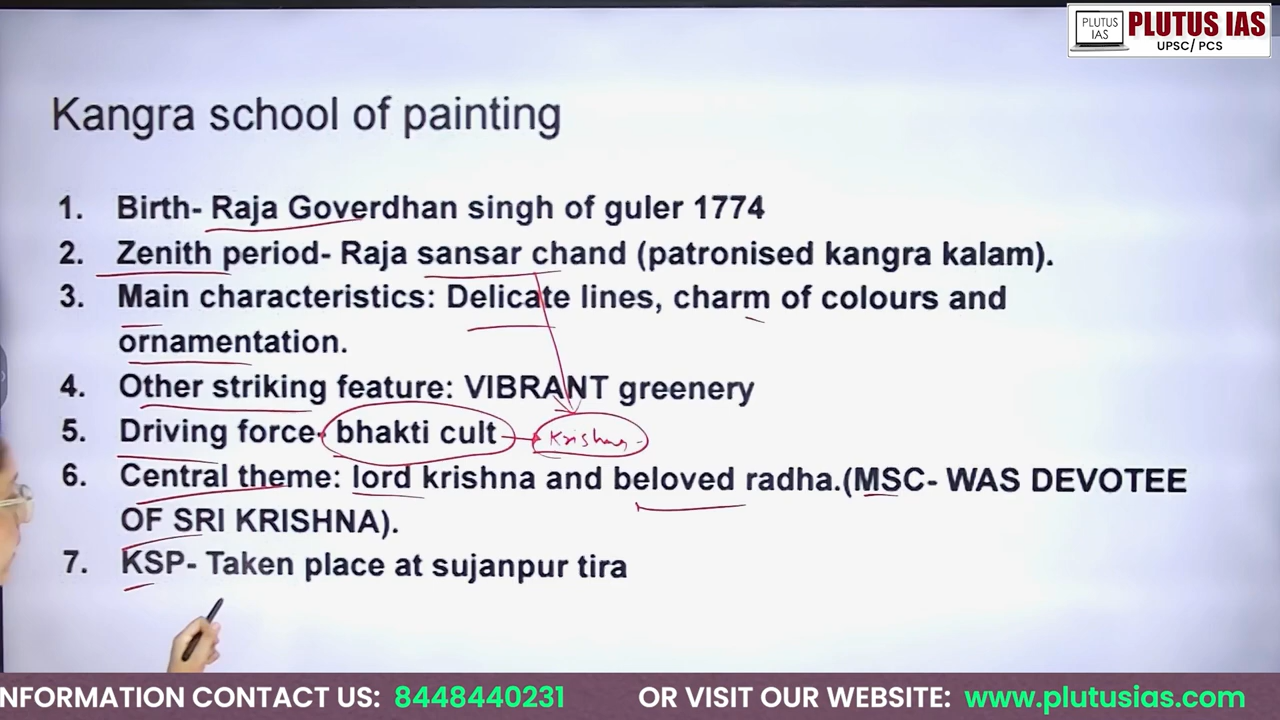 PLUTUS IAS
PLUTUS IAS
UPSC/ PCS
Kangra school of painting
1. Birth- Raja Goverdhan singh of guler 1774
2. Zenith period- Raja sansar chand (patronised kangra kalam).
3. Main characteristics: Delicate lines, charm of colours and
ornamentation.
4. Other striking feature: VIBRANT greenery
5. Driving force- bhakti cult Krishna
6. Central theme: lord krishna and beloved radha.(MSC- WAS DEVOTEE
OF SRI KRISHNA).
7. KSP- Taken place at sujanpur tira
NFORMATION CONTACT US: 8448440231 OR VISIT OUR WEBSITE: www.plutusias.com